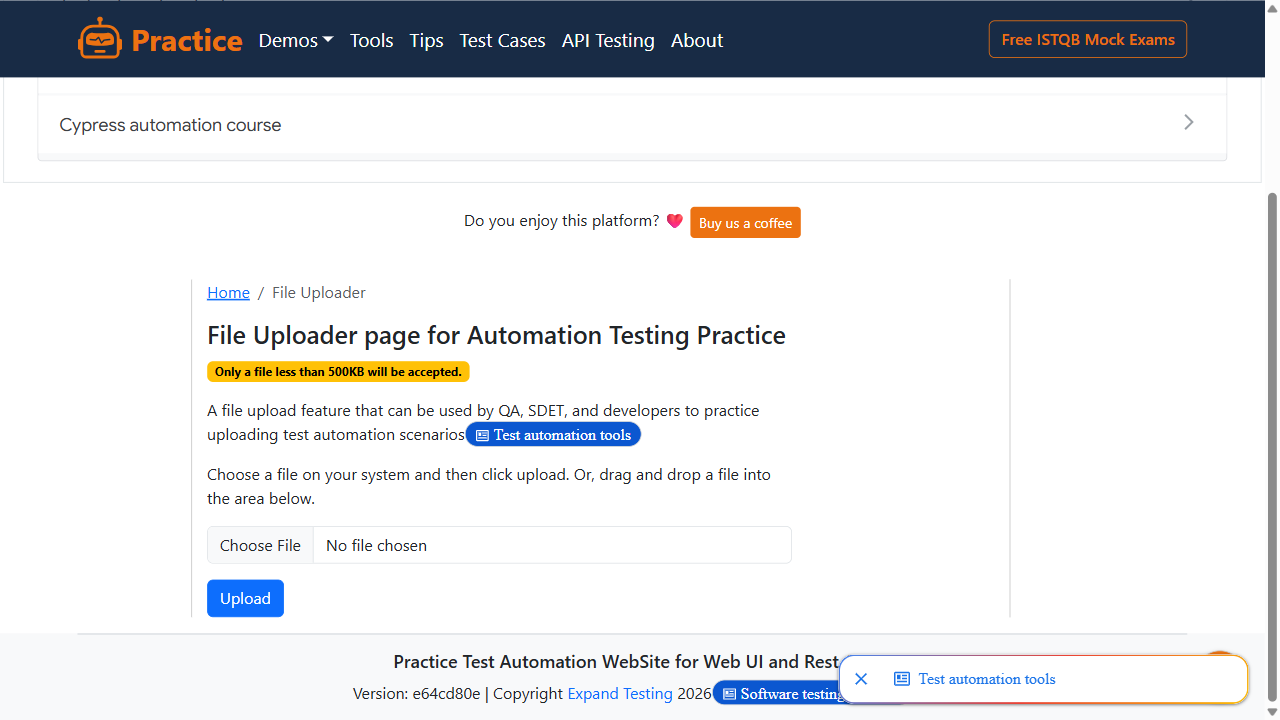 Practice Demos Tools Tips Test Cases API Testing About Free ISTQB Mock Exams
Cypress automation course
Do you enjoy this platform? Buy us a coffee
Home / File Uploader
File Uploader page for Automation Testing Practice
Only a file less than 500KB will be accepted.
A file upload feature that can be used by QA, SDET, and developers to practice
uploading test automation scenarios Test automation tools
Choose a file on your system and then click upload. Or, drag and drop a file into
the area below.
Choose File No file chosen
Upload
Practice Test Automation WebSite for Web UI and Rest
Version: e64cd80e | Copyright Expand Testing 2026 Software testing
Test automation tools